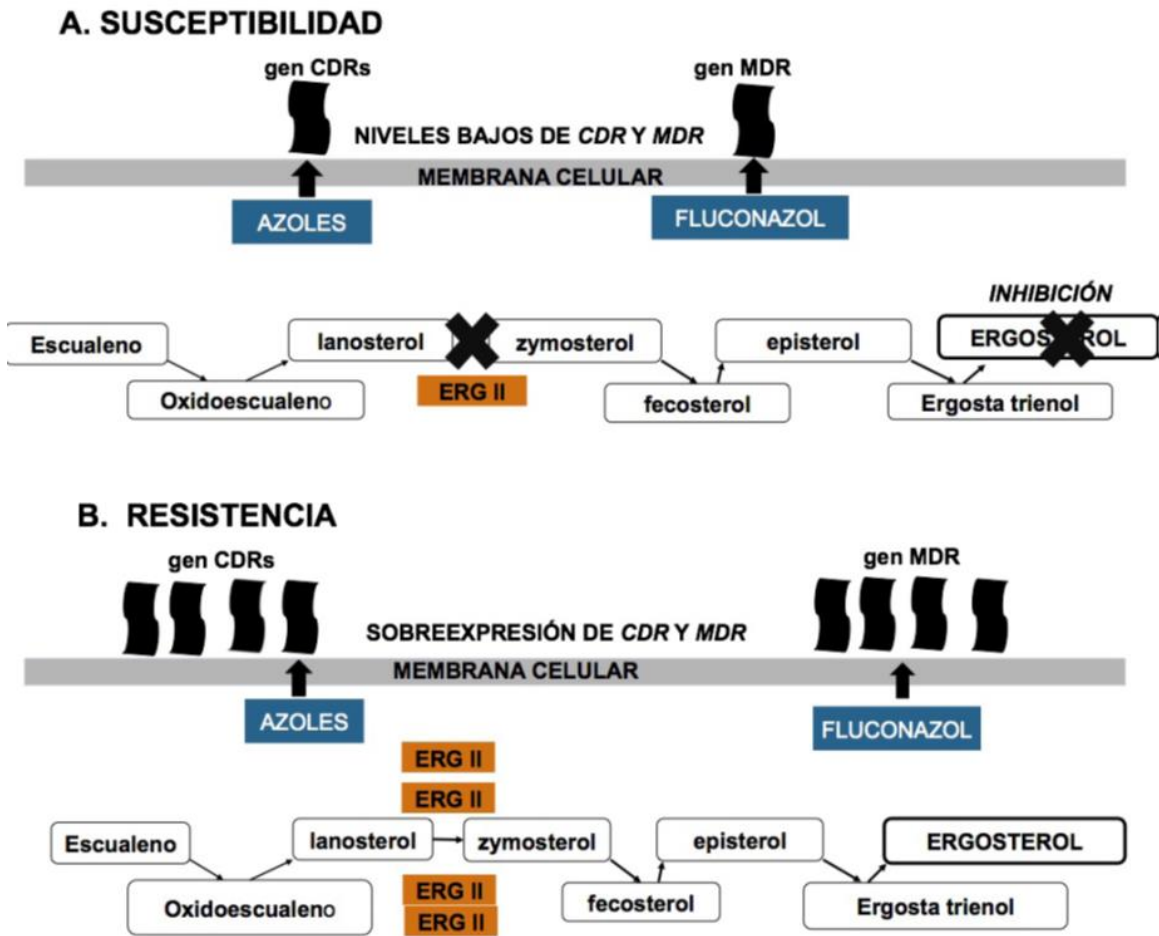 A. SUSCEPTIBILIDAD
gen CDRs
gen MDR
NIVELES BAJOS DE CDR Y MDR
MEMBRANA CELULAR
AZOLES
FLUCONAZOL
INHIBICIÓN
Escualeno
lanosterol
zymosterol
episterol
ERGOSTEROL
Oxidoescualeno
ERG II
fecosterol
Ergosta trienol
B. RESISTENCIA
gen CDRs
gen MDR
SOBREEXPRESIÓN DE CDR Y MDR
MEMBRANA CELULAR
AZOLES
FLUCONAZOL
ERG II
ERG II
Escualeno
lanosterol
zymosterol
episterol
ERGOSTEROL
Oxidoescualeno
ERG II
ERG II
fecosterol
Ergosta trienol